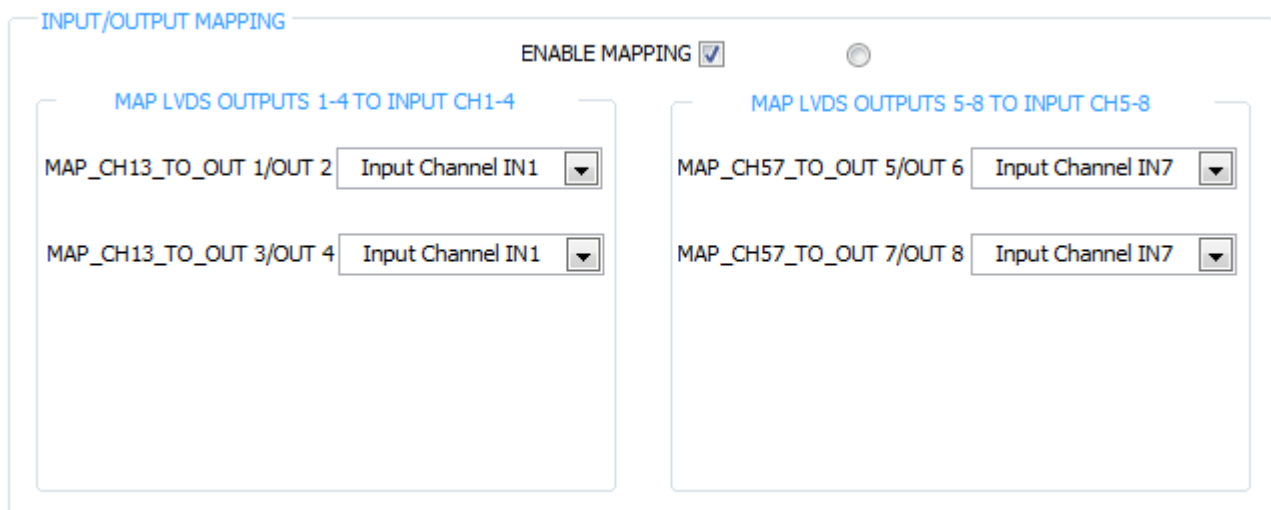 INPUT/OUTPUT MAPPING
ENABLE MAPPING
MAP LVDS OUTPUTS 1-4 TO INPUT CH1-4
MAP_CH13_TO_OUT 1/OUT 2 Input Channel IN1
MAP_CH13_TO_OUT 3/OUT 4 Input Channel IN1
MAP LVDS OUTPUTS 5-8 TO INPUT CH5-8
MAP_CH57_TO_OUT 5/OUT 6 Input Channel IN7
MAP_CH57_TO_OUT 7/OUT 8 Input Channel IN7